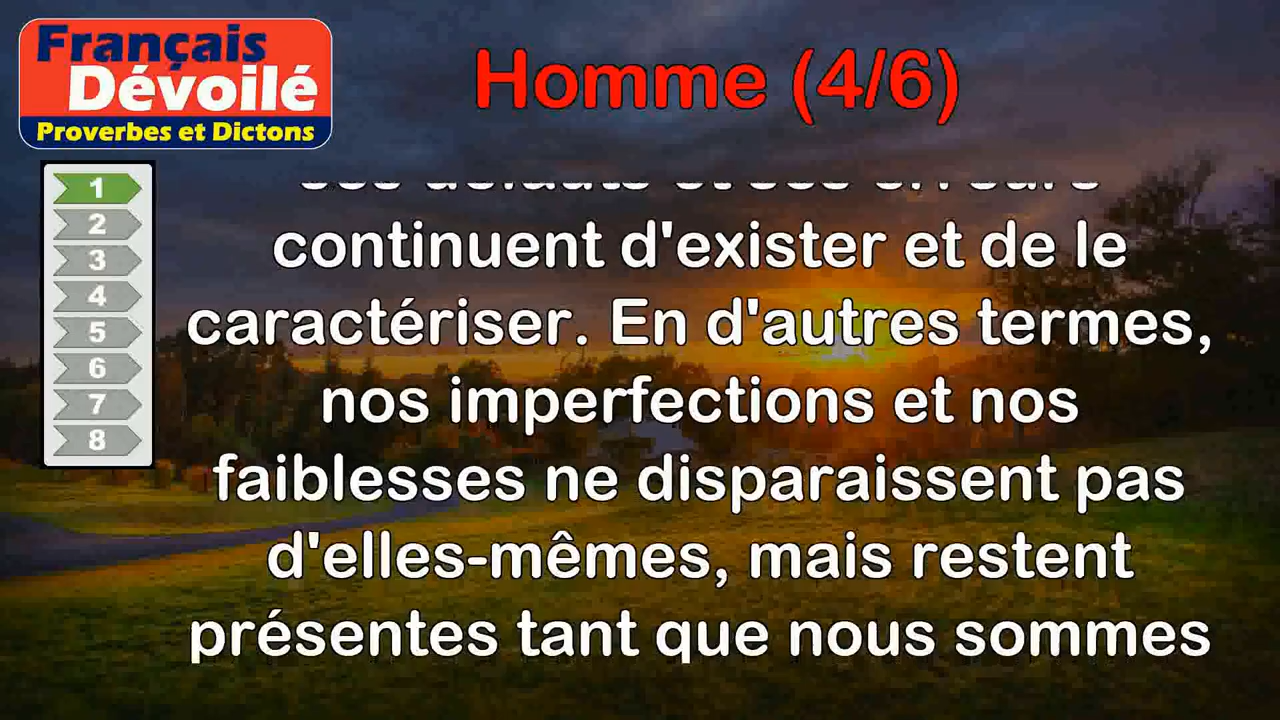 Français
Dévoilé
Proverbes et Dictons
Homme (4/6)
1
2
3
4
5
6
7
8
continuent d'exister et de le
caractériser. En d'autres termes,
nos imperfections et nos
faiblesses ne disparaissent pas
d'elles-mêmes, mais restent
présentes tant que nous sommes